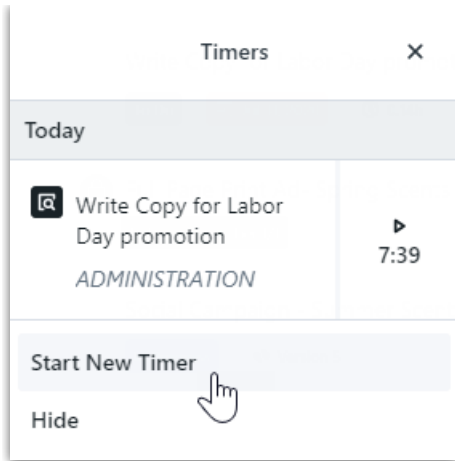 Timers
Today
Write Copy for Labor
Day promotion
7:39
ADMINISTRATION
Start New Timer
Hide